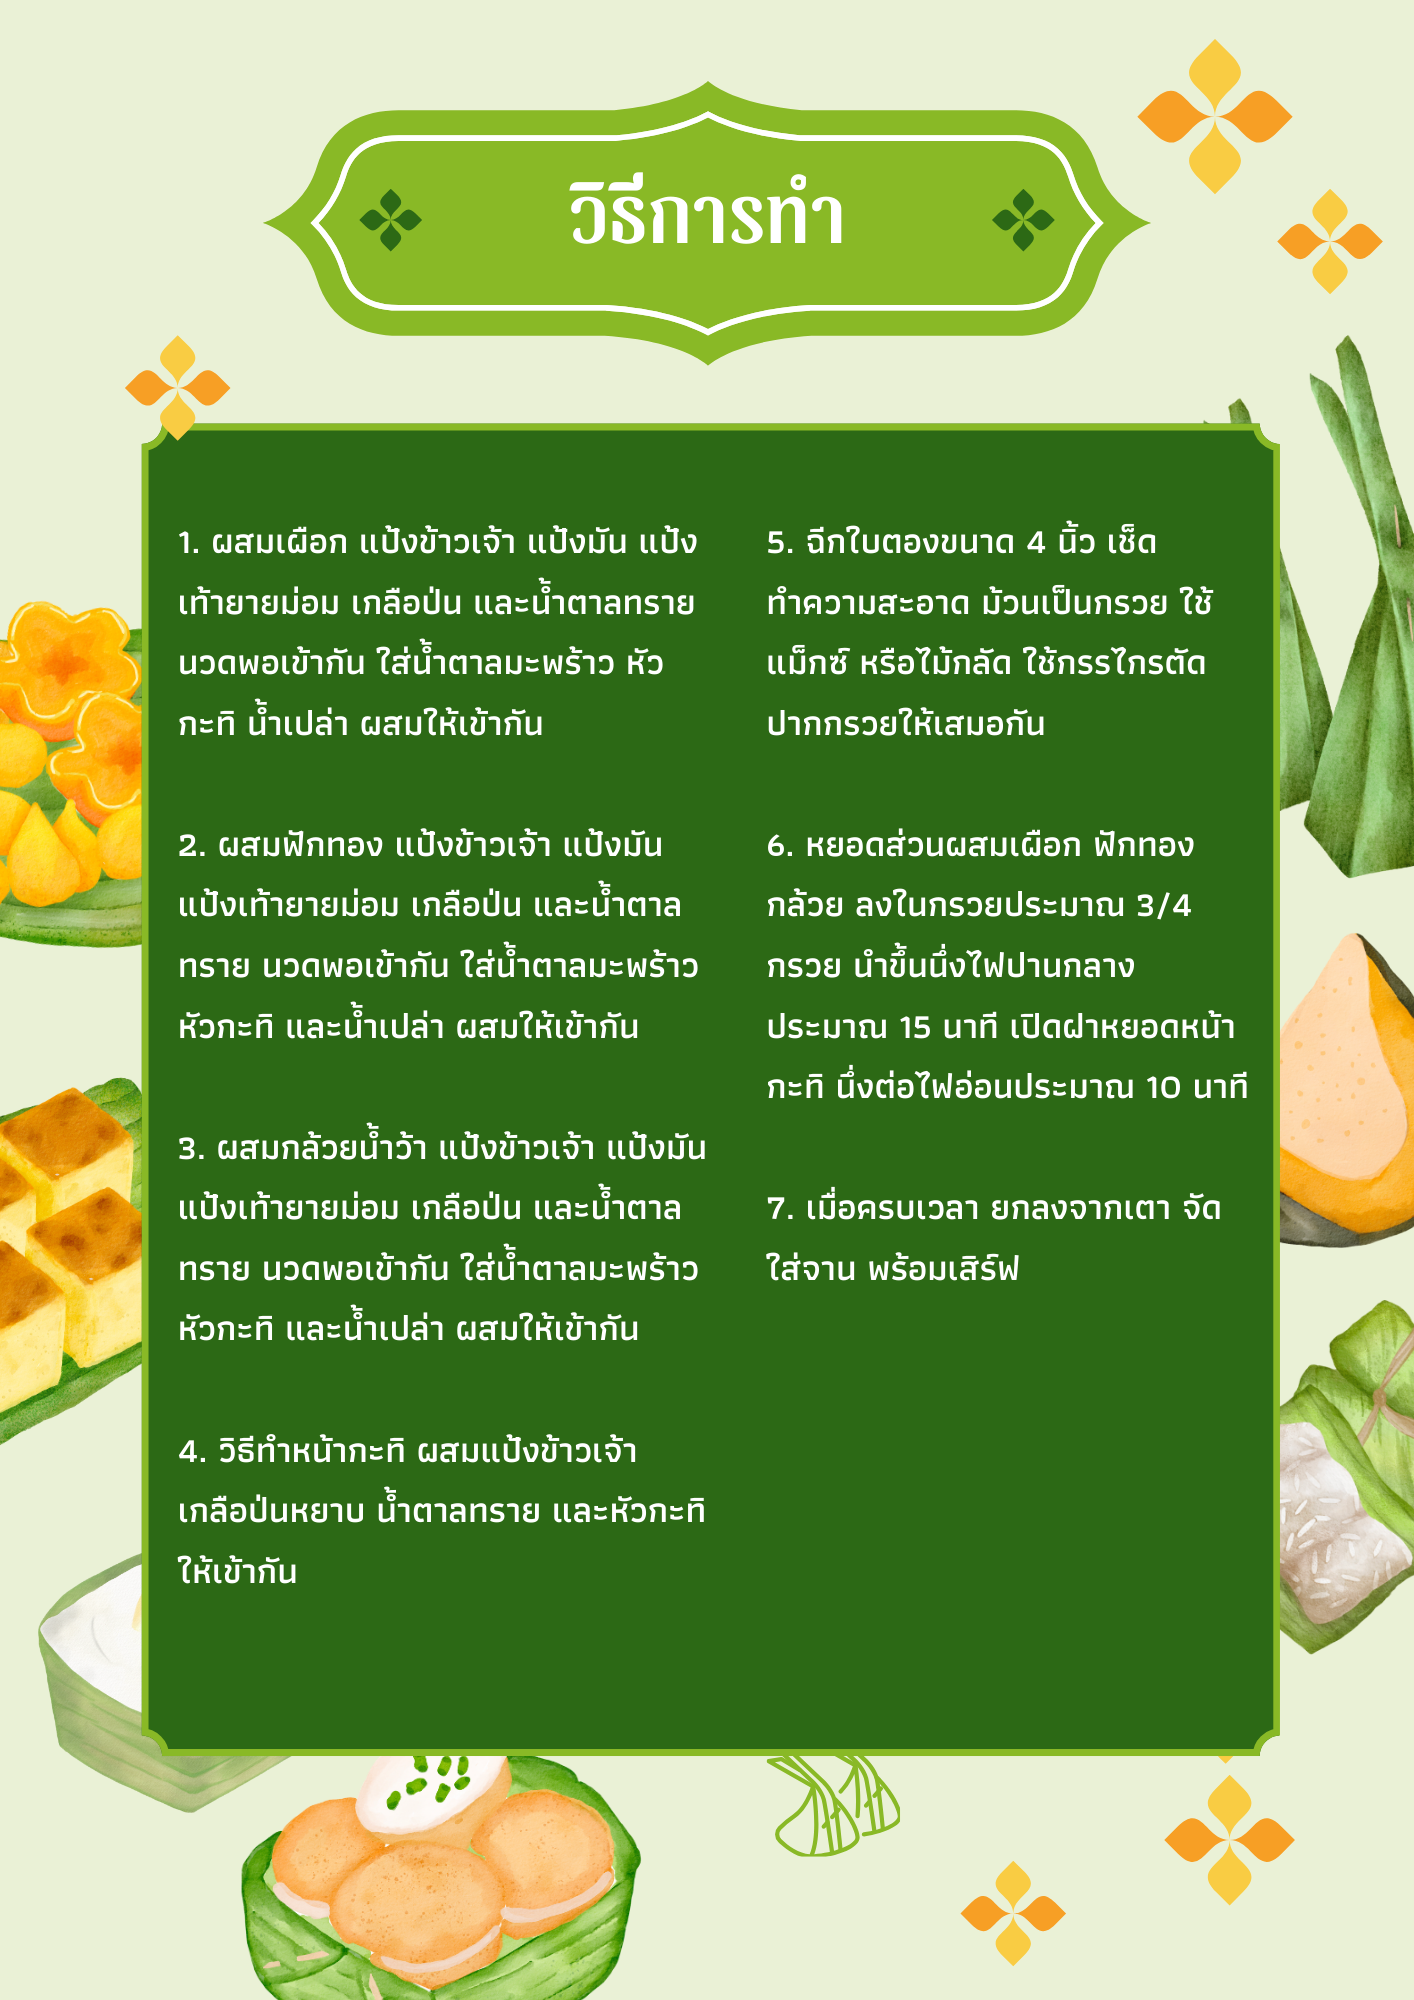 วิธีการทำ
1. ผสมเผือก แป้งข้าวเจ้า แป้งมัน แป้ง
เท้ายายม่อม เกลือป่น และน้ำตาลทราย
นวดพอเข้ากัน ใส่น้ำตาลมะพร้าว หัว
กะทิ น้ำเปล่า ผสมให้เข้ากัน
2. ผสมฟักทอง แป้งข้าวเจ้า แป้งมัน
แป้งเท้ายายม่อม เกลือป่น และน้ำตาล
ทราย นวดพอเข้ากัน ใส่น้ำตาลมะพร้าว
หัวกะทิ และน้ำเปล่า ผสมให้เข้ากัน
3. ผสมกล้วยน้ำว้า แป้งข้าวเจ้า แป้งมัน
แป้งเท้ายายม่อม เกลือป่น และน้ำตาล
ทราย นวดพอเข้ากัน ใส่น้ำตาลมะพร้าว
หัวกะทิ และน้ำเปล่า ผสมให้เข้ากัน
4. วิธีทำหน้ากะทิ ผสมแป้งข้าวเจ้า
เกลือป่นหยาบ น้ำตาลทราย และหัวกะทิ
ให้เข้ากัน
5. ฉีกใบตองขนาด 4 นิ้ว เช็ด
ทำความสะอาด ม้วนเป็นกรวย ใช้
แม็กซ์ หรือไม้กลัด ใช้กรรไกรตัด
ปากกรวยให้เสมอกัน
6. หยอดส่วนผสมเผือก ฟักทอง
กล้วย ลงในกรวยประมาณ 3/4
กรวย นำขึ้นนึ่งไฟปานกลาง
ประมาณ 15 นาที เปิดฝาหยอดหน้า
กะทิ นึ่งต่อไฟอ่อนประมาณ 10 นาที
7. เมื่อครบเวลา ยกลงจากเตา จัด
ใส่จาน พร้อมเสิร์ฟ